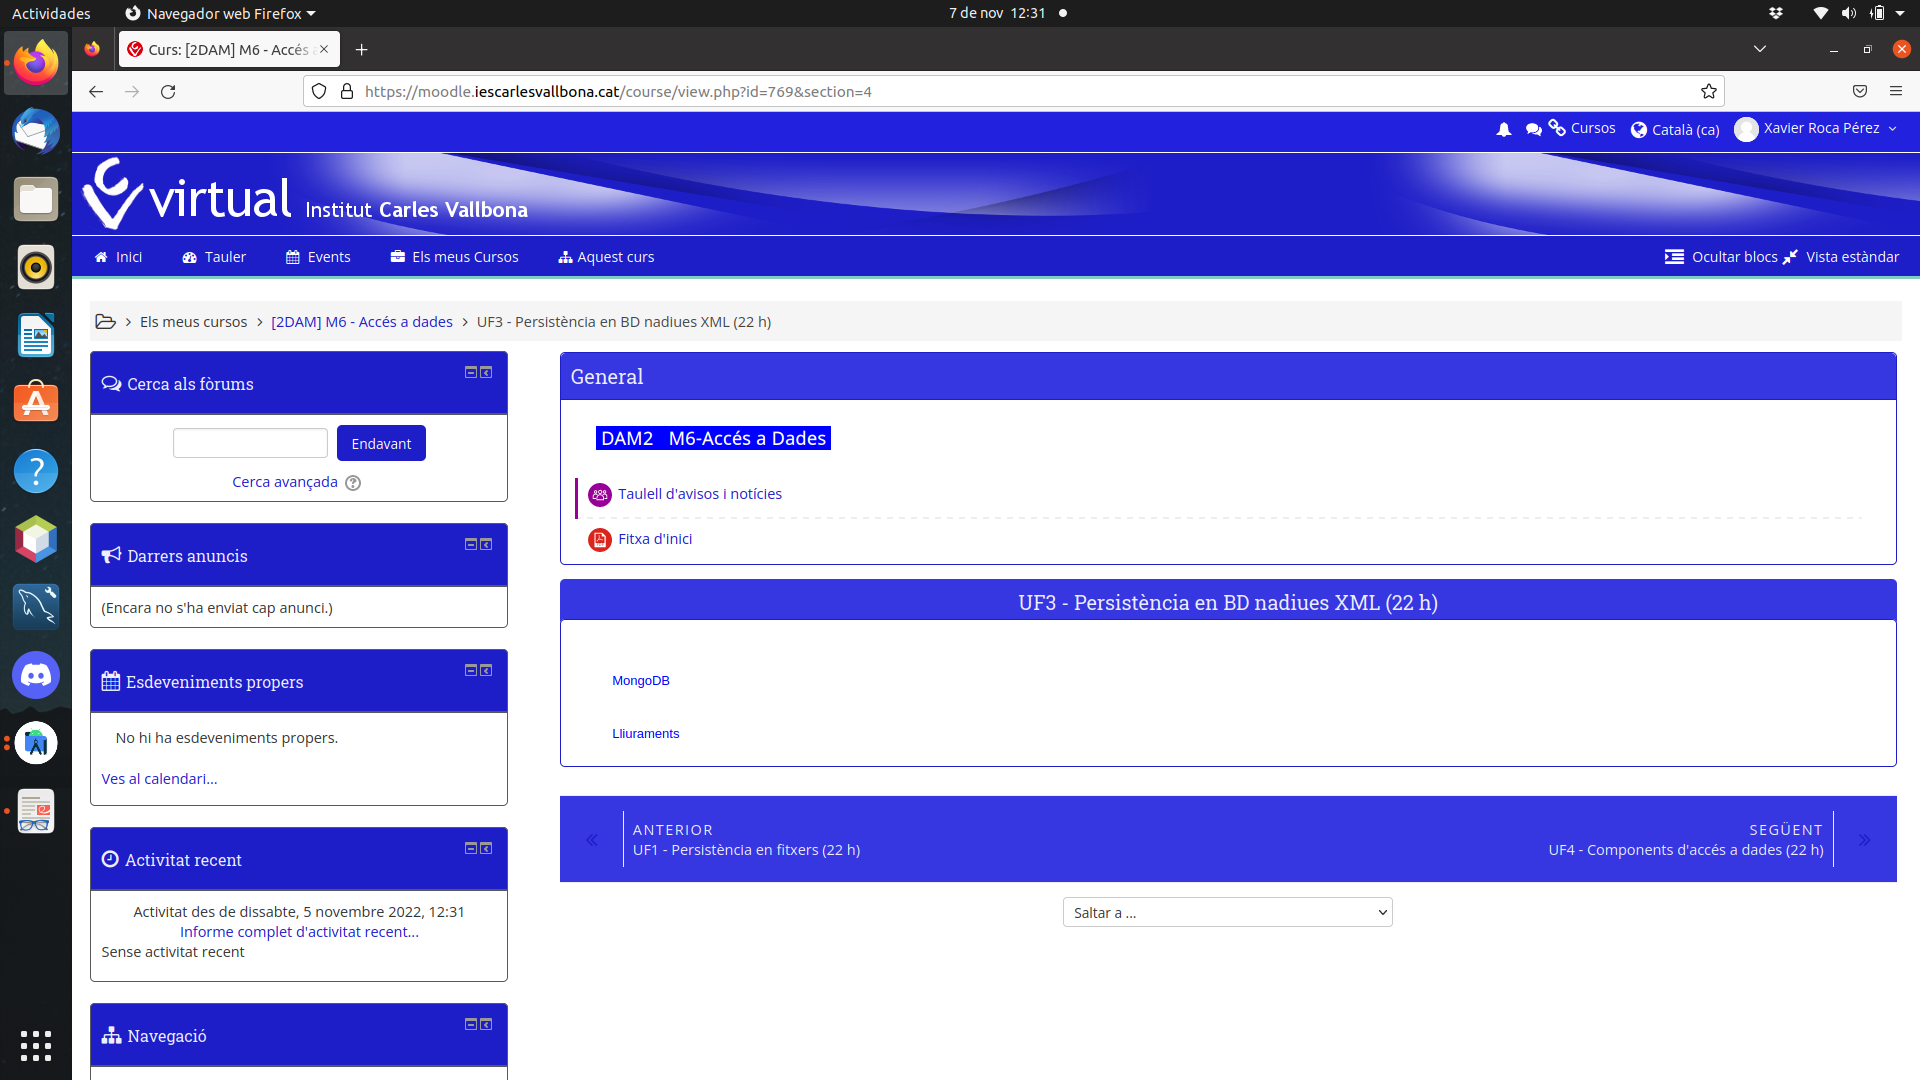 Actividades
Navegador web Firefox
7 de nov 12:31
Curs: [2DAM] M6 - Accés
https://moodle.iescarlesvallbona.cat/course/view.php?id=769&section=4
Cursos
Català (ca)
Xavier Roca Pérez
virtual Institut Carles Vallbona
Inici
Tauler
Events
Els meus Cursos
Aquest curs
Ocultar blocs
Vista estàndar
Els meus cursos > [2DAM] M6 - Accés a dades > UF3 - Persistència en BD nadiues XML (22 h)
Cerca als fòrums
Endavant
Cerca avançada
Darrers anuncis
(Encara no s'ha enviat cap anunci.)
Esdeveniments propers
No hi ha esdeveniments propers.
Ves al calendari...
Activitat recent
Activitat des de dissabte, 5 novembre 2022, 12:31
Informe complet d'activitat recent...
Sense activitat recent
Navegació
General
DAM2 M6-Accés a Dades
Taulell d'avisos i notícies
Fitxa d'inici
UF3 - Persistència en BD nadiues XML (22 h)
MongoDB
Lliuraments
ANTERIOR
UF1 - Persistència en fitxers (22 h)
SEGÜENT
UF4 - Components d'accés a dades (22 h)
Saltar a ...